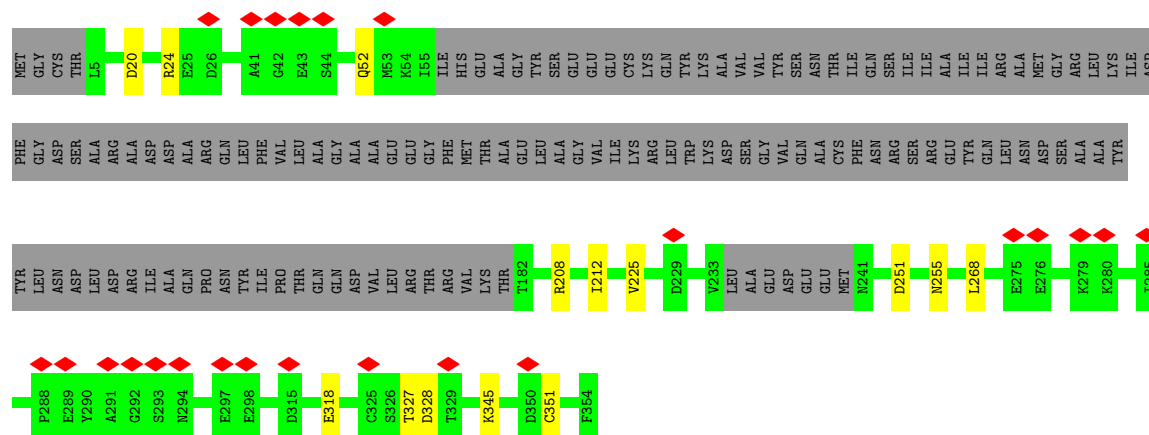 MET GLY CYS THR L5 D20 R24 E25 D26 A41 G42 E43 S44 Q52 M53 K54 I55 ILE HIS GLU ALA GLY TYR SER GLU GLU GLU CYS LYS GLN TYR LYS ALA VAL VAL TYR SER ASN THR ILE GLN SER ILE ILE ALA ILE ILE ARG ALA MET GLY ARG LEU LYS ILE ASP
PHE GLY ASP SER ALA ARG ALA ASP ASP ALA ARG GLN LEU PHE VAL LEU ALA GLY ALA ALA GLU GLU GLY PHE MET THR ALA GLU LEU ALA GLY VAL ILE LYS ARG LEU TRP LYS ASP SER GLY VAL GLN ALA CYS PHE ASN ARG SER ARG GLU TYR GLN LEU ASN ASP SER ALA ALA TYR
TYR LEU ASN ASP LEU ASP ARG ILE ALA GLN PRO ASN TYR ILE PRO THR GLN GLN ASP VAL LEU ARG THR ARG VAL LYS THR T182 R208 I212 V225 D229 V233 LEU ALA GLU ASP GLU GLU MET N241 D251 N255 L268 E275 E276 K279 K280 I285
P288 E289 Y290 A291 G292 S293 N294 E297 E298 D315 E318 C325 S326 T327 D328 T329 K345 D350 C351 F354